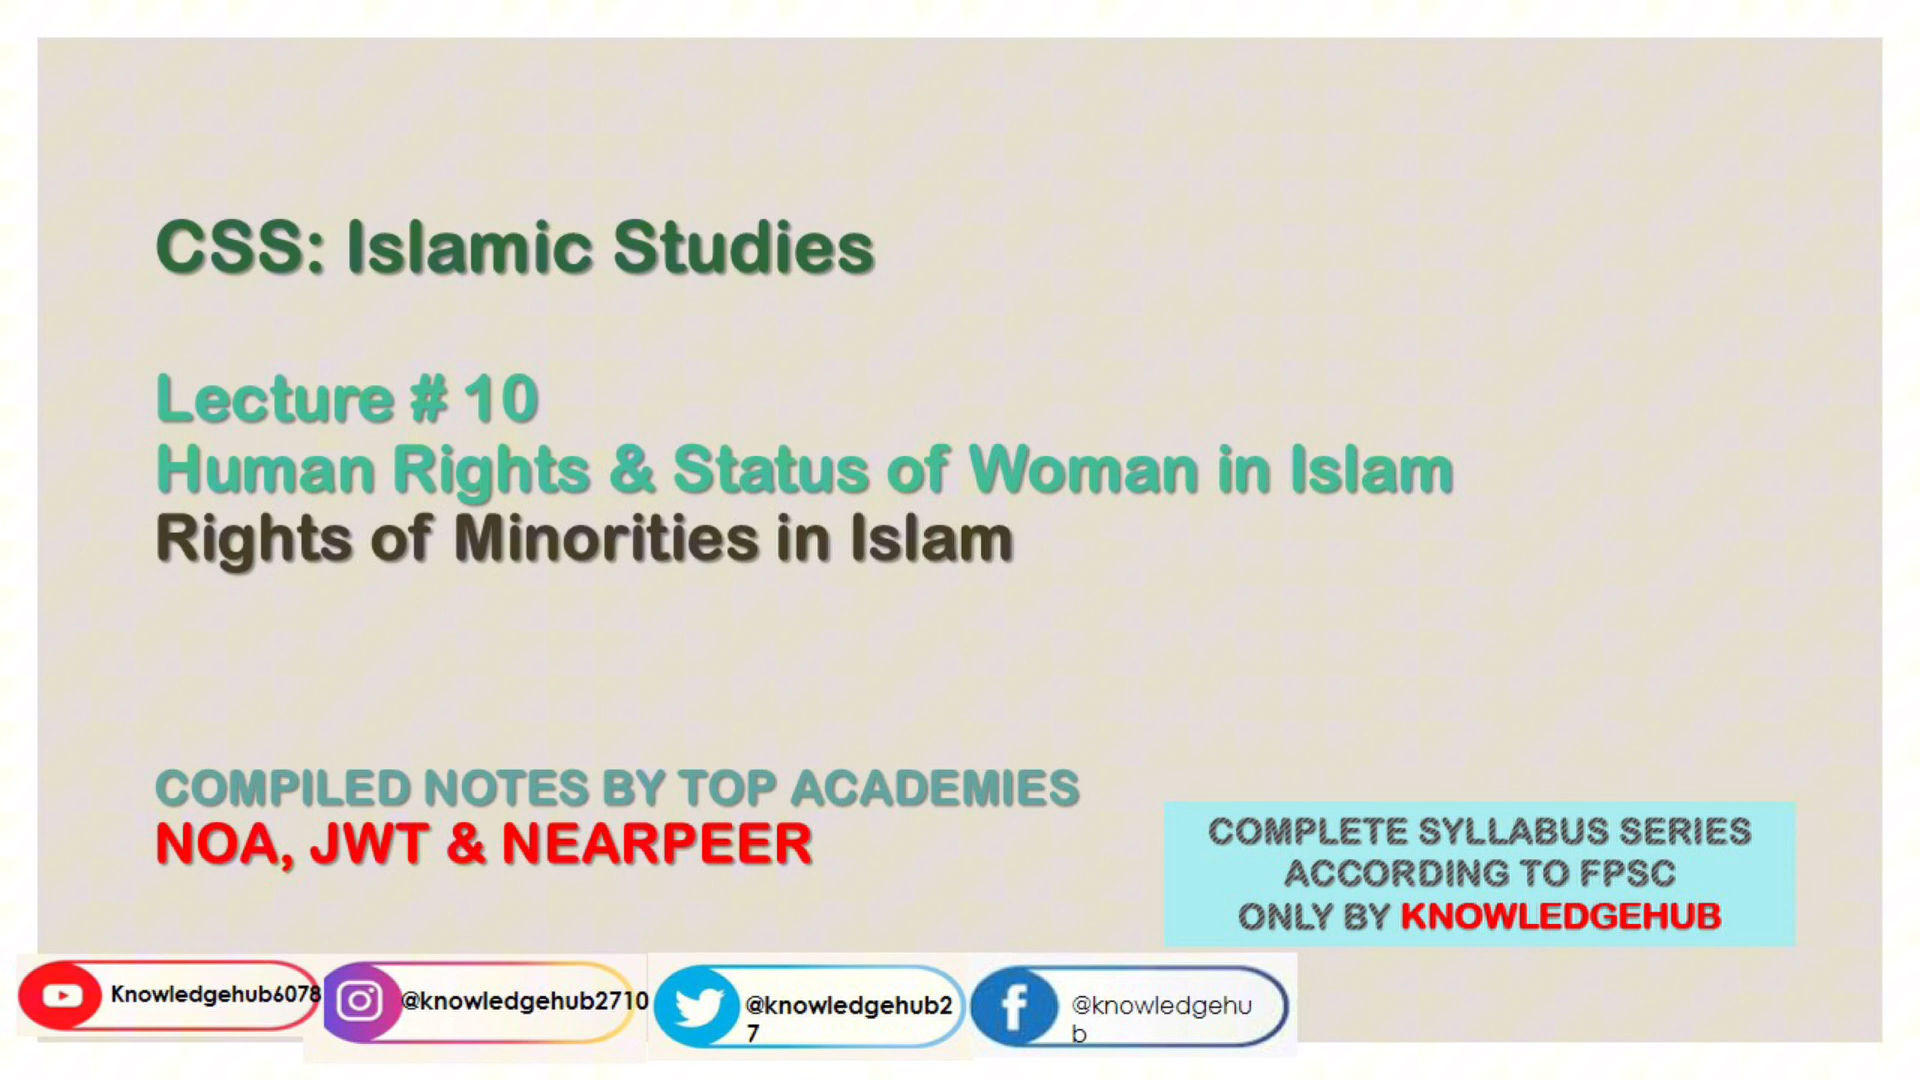 CSS: Islamic Studies
Lecture # 10
Human Rights & Status of Woman in Islam
Rights of Minorities in Islam
COMPILED NOTES BY TOP ACADEMIES
NOA, JWT & NEARPEER
COMPLETE SYLLABUS SERIES
ACCORDING TO FPSC
ONLY BY KNOWLEDGEHUB
Knowledgehub6078
@knowledgehub2710
@knowledgehub2
7
@knowledgehu
b